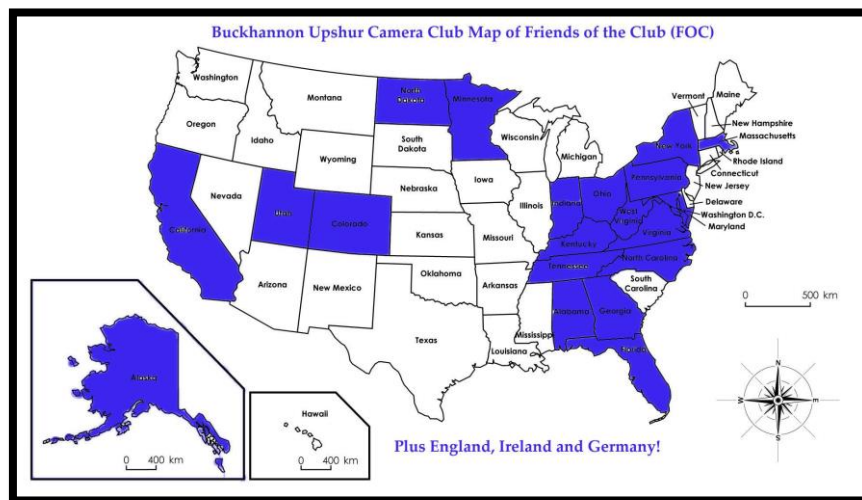 Buckhannon Upshur Camera Club Map of Friends of the Club (FOC)
Washington
Montana
North
Dakota
Minnesota
Vermont
Maine
Oregon
Idaho
South
Dakota
Wisconsin
Michigan
New York
New Hampshire
Massachusetts
Wyoming
Rhode Island
Connecticut
Nevada
Nebraska
Iowa
Pennsylvania
New Jersey
Utah
Colorado
Illinois
Indiana
Ohio
Delaware
California
Kansas
Missouri
West
Virginia
Virginia
Washington D.C.
Maryland
Kentucky
Arizona
New Mexico
Oklahoma
Arkansas
Tennessee
North Carolina
South
Carolina
Texas
Louisiana
Mississippi
Alabama
Georgia
Florida
0 500 km
Alaska
0 400 km
Hawaii
0 400 km
N
W E
S
Plus England, Ireland and Germany!